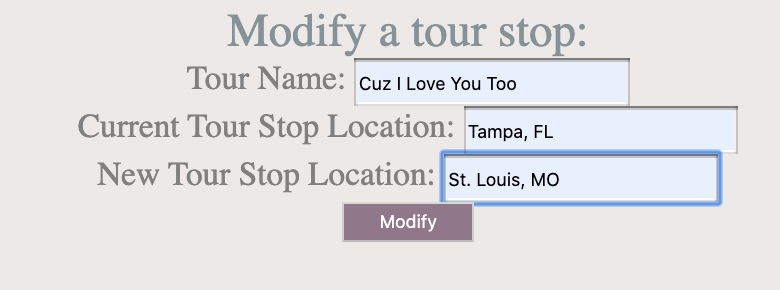 Modify a tour stop:
Tour Name: Cuz I Love You Too
Current Tour Stop Location: Tampa, FL
New Tour Stop Location: St. Louis, MO
Modify